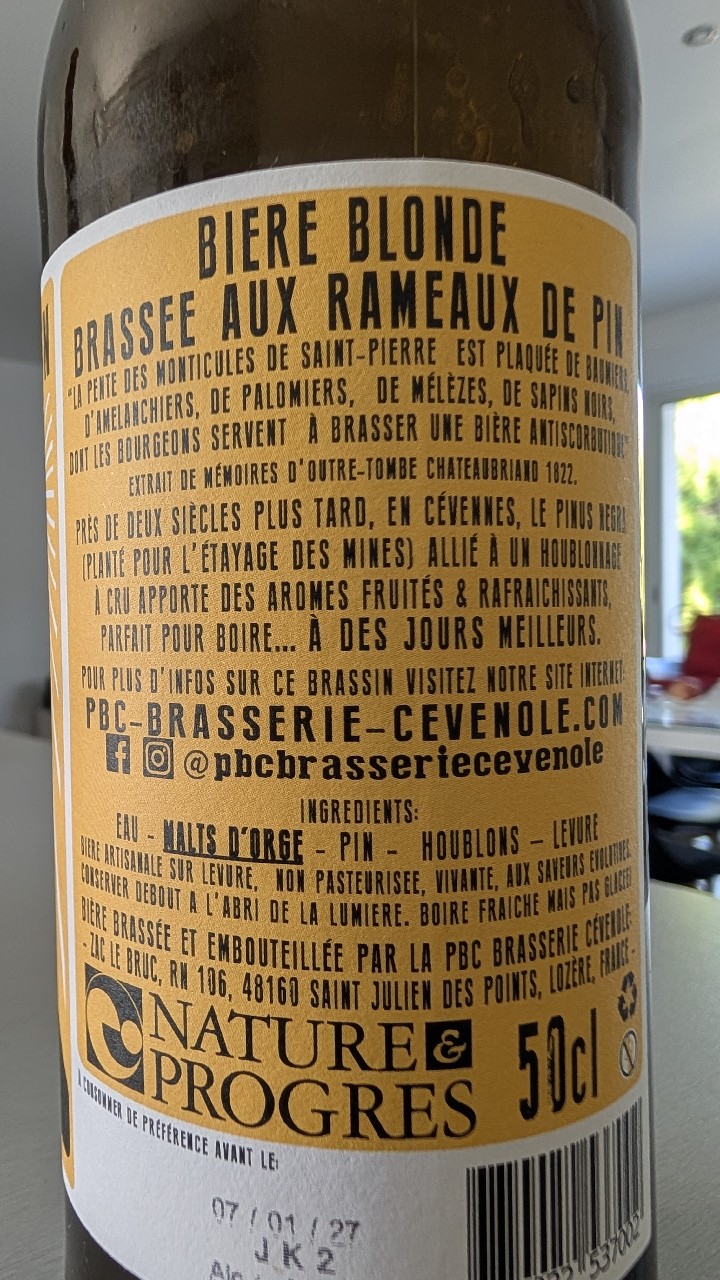 N
BIERE BLONDE
BRASSEE AUX RAMEAUX DE PIN
"LA PENTE DES MONTICULES DE SAINT-PIERRE EST PLAQUÉE DE BAUMIERS,
D'AMELANCHIERS, DE PALOMIERS, DE MÉLÈZES, DE SAPINS NOIRS,
DONT LES BOURGEONS SERVENT À BRASSER UNE BIÈRE ANTISCORBUTIQUE"
EXTRAIT DE MÉMOIRES D'OUTRE-TOMBE CHATEAUBRIAND 1822.
PRÈS DE DEUX SIÈCLES PLUS TARD, EN CÉVENNES, LE PINUS NEGRA
(PLANTÉ POUR L'ÉTAYAGE DES MINES) ALLIÉ À UN HOUBLONNAGE
À CRU APPORTE DES AROMES FRUITÉS & RAFRAICHISSANTS,
PARFAIT POUR BOIRE... À DES JOURS MEILLEURS.
POUR PLUS D'INFOS SUR CE BRASSIN VISITEZ NOTRE SITE INTERNET:
PBC-BRASSERIE-CEVENOLE.COM
@pbcbrasseriecevenole
INGREDIENTS:
EAU - MALTS D'ORGE - PIN - HOUBLONS - LEVURE
BIERE ARTISANALE SUR LEVURE, NON PASTEURISEE, VIVANTE, AUX SAVEURS EVOLUTIVES.
CONSERVER DEBOUT A L'ABRI DE LA LUMIERE. BOIRE FRAICHE MAIS PAS GLACEE!
BIÈRE BRASSÉE ET EMBOUTEILLÉE PAR LA PBC BRASSERIE CÉVENOLE
- ZAC LE BRUC, RN 106, 48160 SAINT JULIEN DES POINTS, LOZÈRE, FRANCE -
NATURE &
PROGRES
50cl
A CONSOMMER DE PRÉFÉRENCE AVANT LE:
07/01/27
JK2
Alc
537002